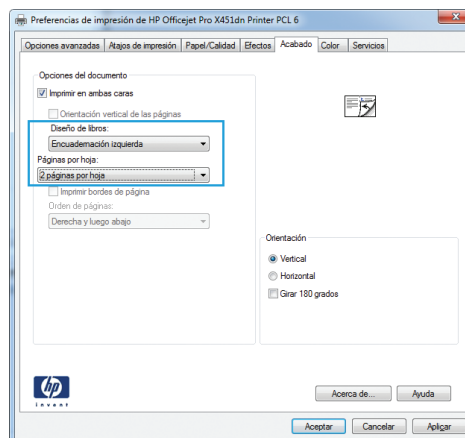 Preferencias de impresión de HP Officejet Pro X451dn Printer PCL 6
Opciones avanzadas Atajos de impresión Papel/Calidad Efectos Acabado Color Servicios
Opciones del documento
Imprimir en ambas caras
Orientación vertical de las páginas
Diseño de libros:
Encuadernación izquierda
Páginas por hoja:
2 páginas por hoja
Imprimir bordes de página
Orden de páginas:
Derecha y luego abajo
Orientación
Vertical
Horizontal
Girar 180 grados
hp
invent
Acerca de... Ayuda
Aceptar Cancelar Aplicar